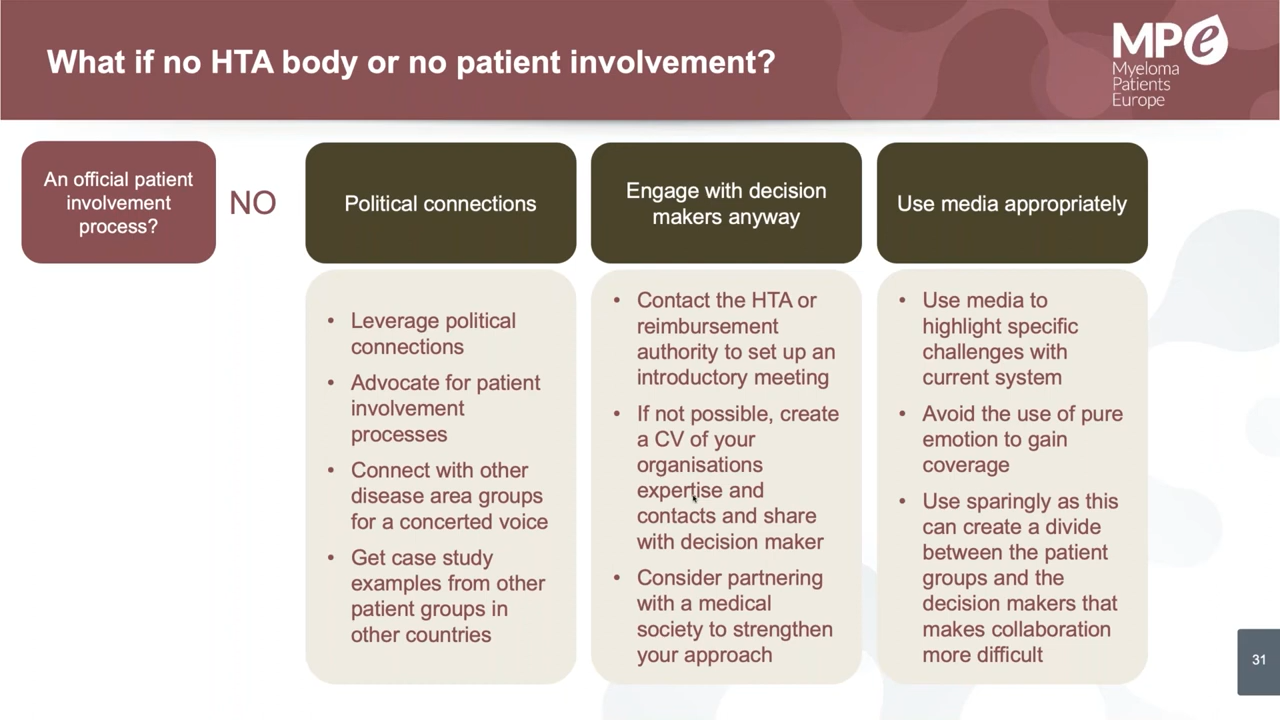 What if no HTA body or no patient involvement?
MPe
Myeloma
Patients
Europe
An official patient
involvement
process?
NO
Political connections
Engage with decision
makers anyway
Use media appropriately
• Leverage political
connections
• Advocate for patient
involvement
processes
• Connect with other
disease area groups
for a concerted voice
• Get case study
examples from other
patient groups in
other countries
• Contact the HTA or
reimbursement
authority to set up an
introductory meeting
• If not possible, create
a CV of your
organisations
expertise and
contacts and share
with decision maker
• Consider partnering
with a medical
society to strengthen
your approach
• Use media to
highlight specific
challenges with
current system
• Avoid the use of pure
emotion to gain
coverage
• Use sparingly as this
can create a divide
between the patient
groups and the
decision makers that
makes collaboration
more difficult
31